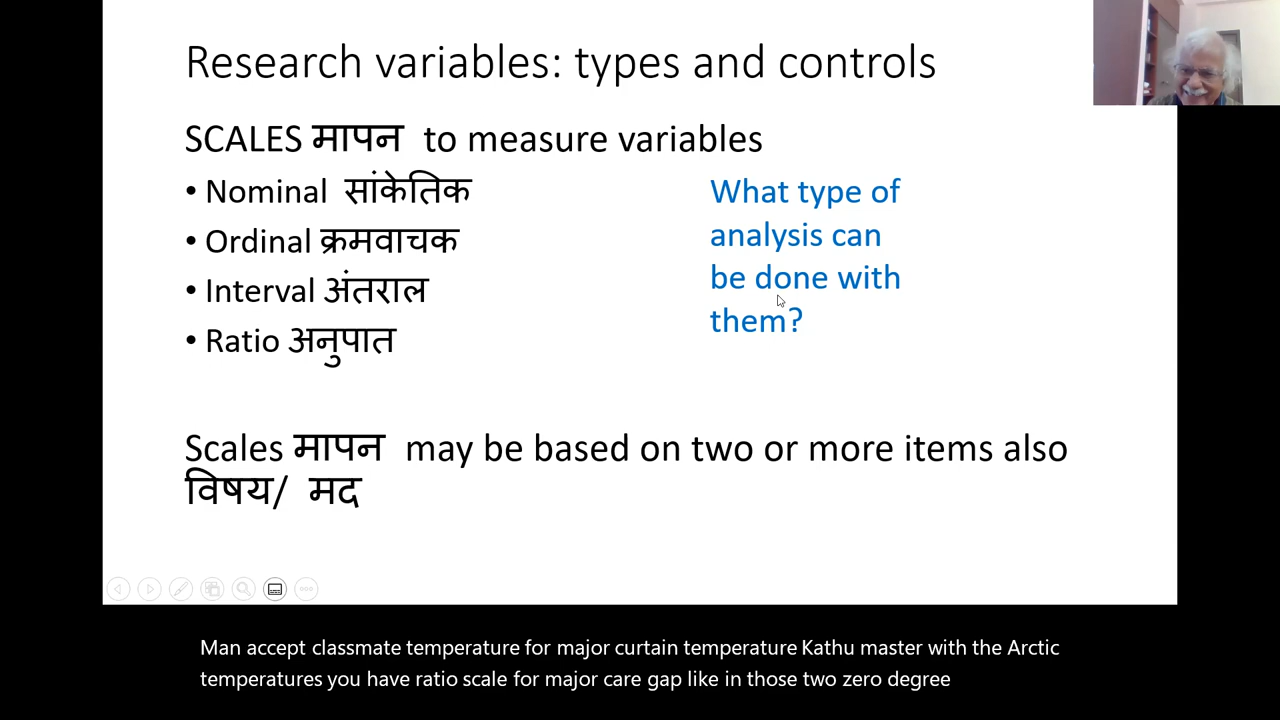 Research variables: types and controls
SCALES मापन to measure variables
• Nominal सांकेतिक
• Ordinal क्रमवाचक
• Interval अंतराल
• Ratio अनुपात
What type of
analysis can
be done with
them?
Scales मापन may be based on two or more items also
विषय/ मद
Man accept classmate temperature for major curtain temperature Kathu master with the Arctic
temperatures you have ratio scale for major care gap like in those two zero degree